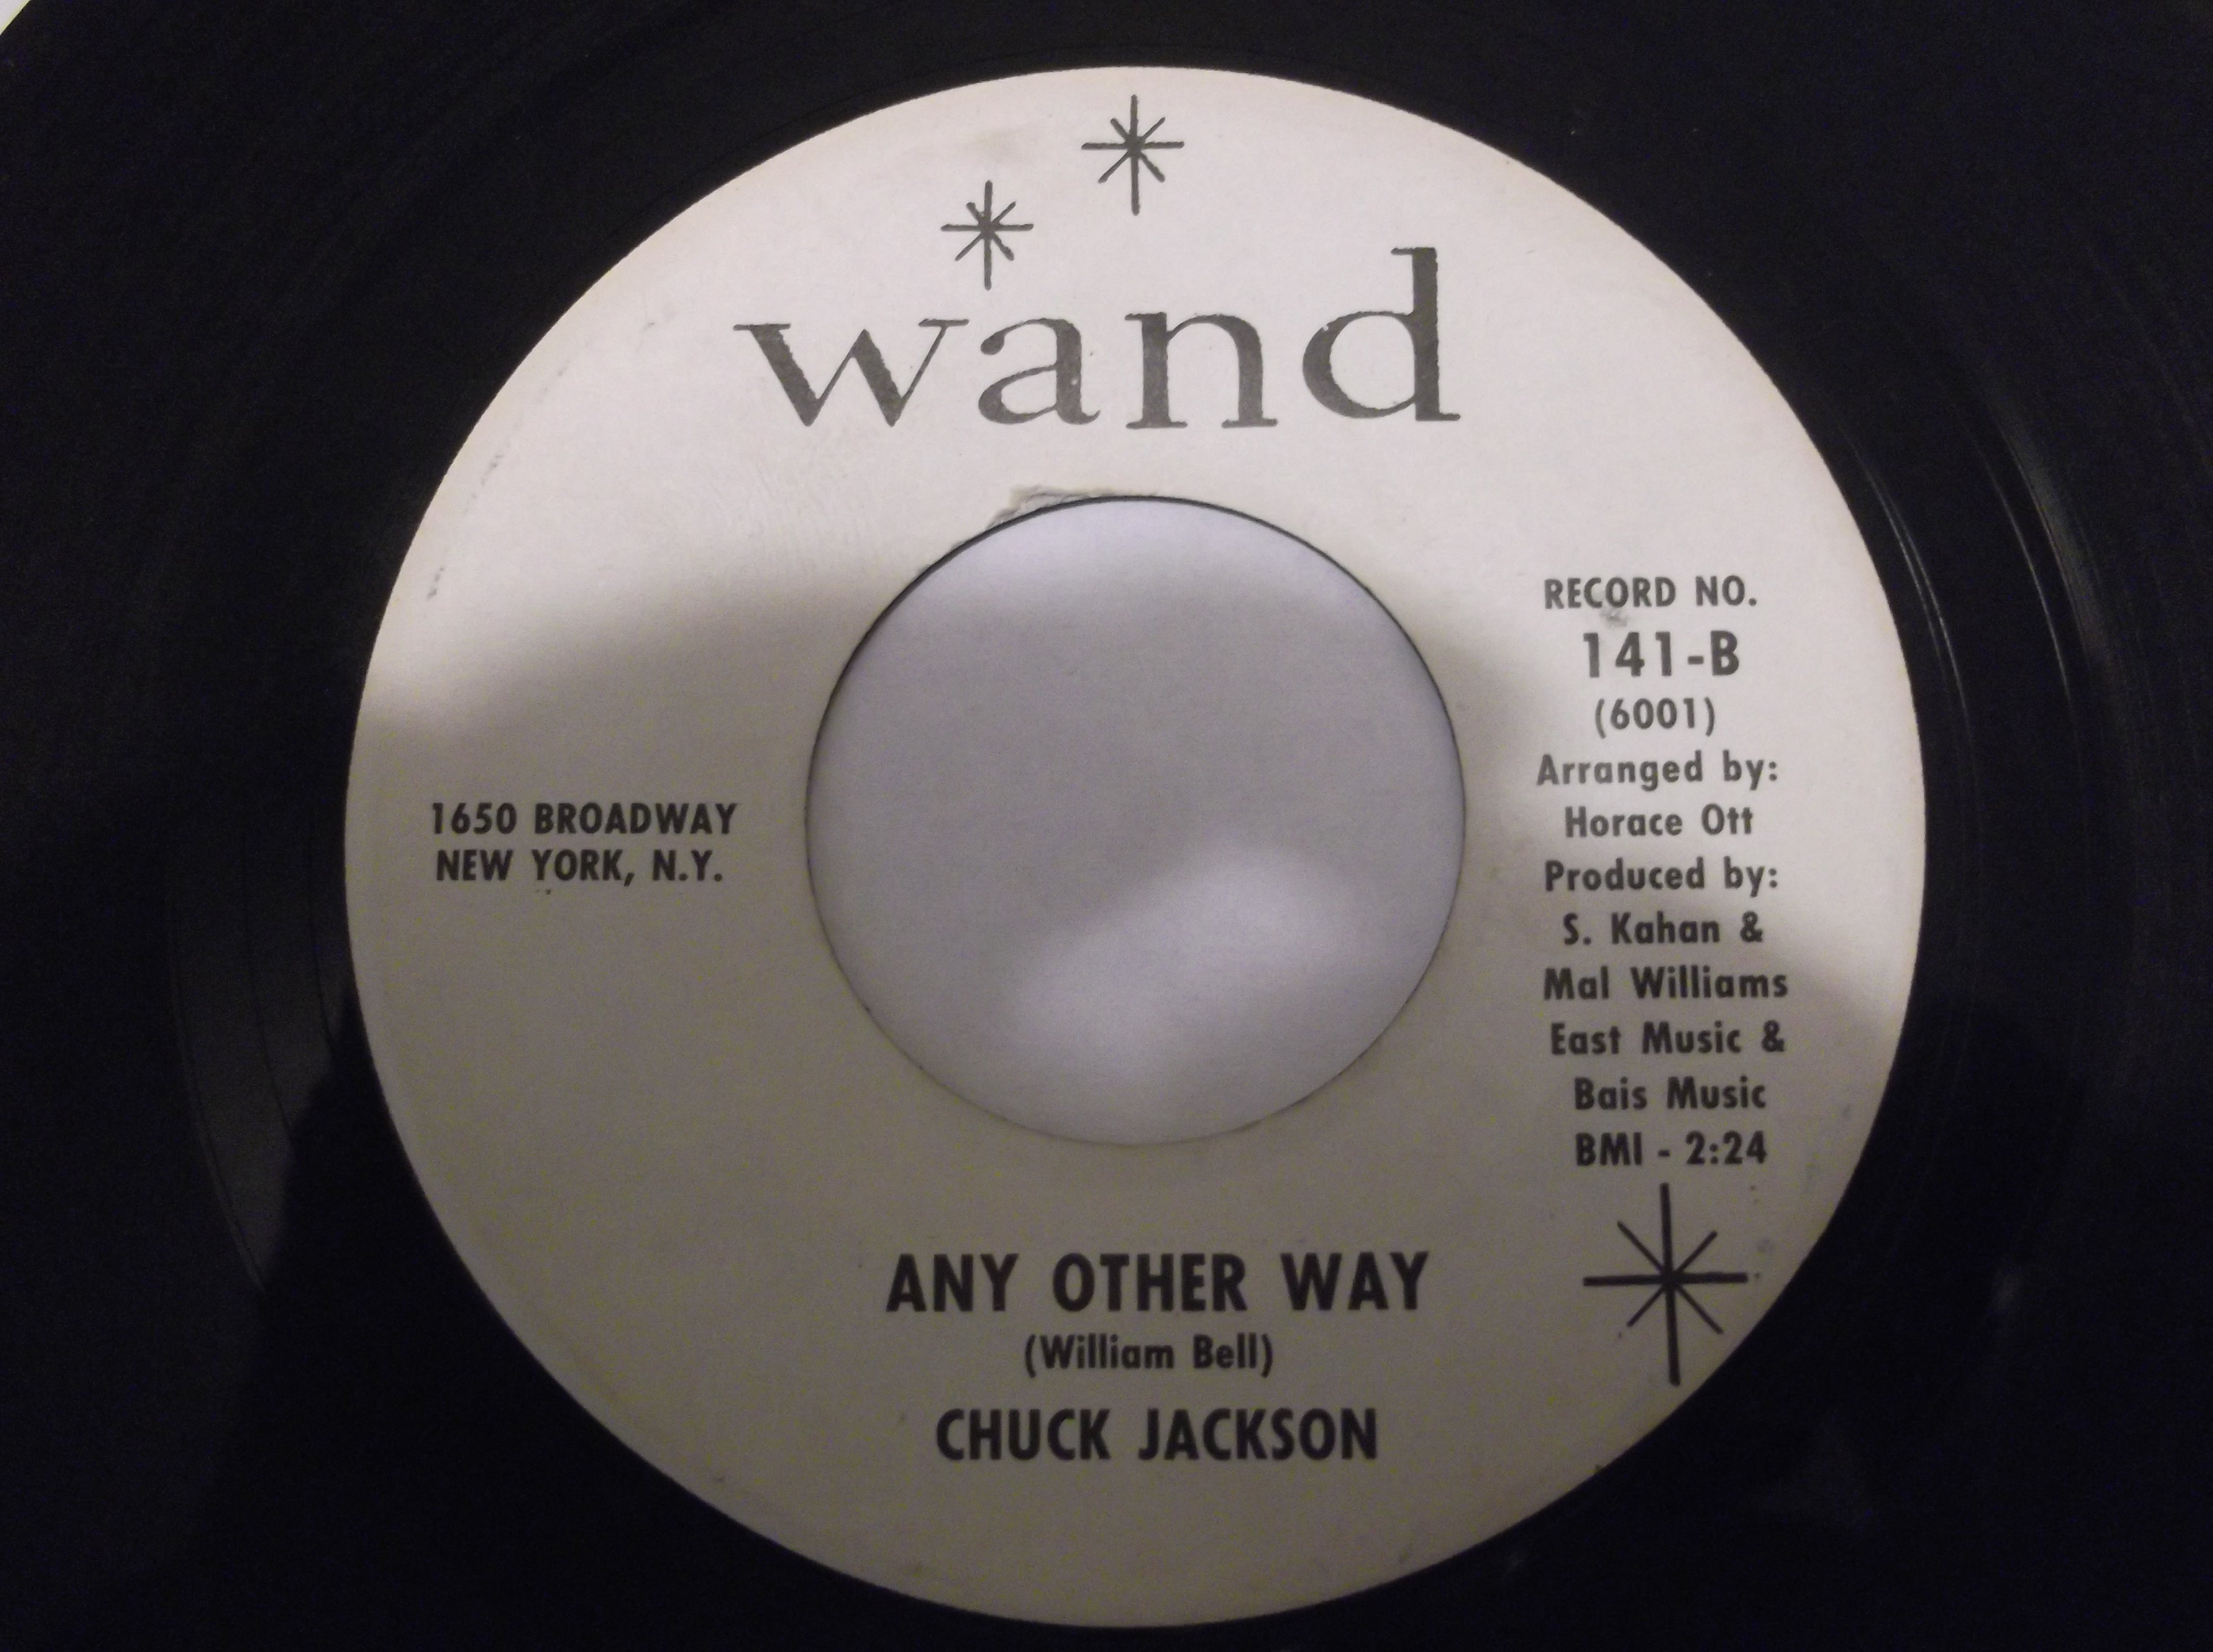 wand
1650 BROADWAY
NEW YORK, N.Y.
RECORD NO.
141-B
(6001)
Arranged by:
Horace Ott
Produced by:
S. Kahan &
Mal Williams
East Music &
Bais Music
BMI - 2:24
ANY OTHER WAY
(William Bell)
CHUCK JACKSON